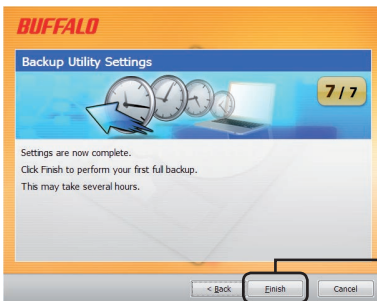 BUFFALO
Backup Utility Settings
7 / 7
Settings are now complete.
Click Finish to perform your first full backup.
This may take several hours.
< Back
Finish
Cancel